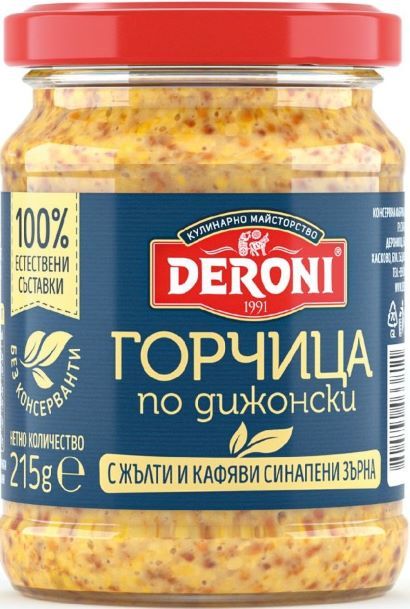 100%
ЕСТЕСТВЕНИ
СЪСТАВКИ
БЕЗ КОНСЕРВАНТИ
НЕТНО КОЛИЧЕСТВО
215g e
КУЛИНАРНО МАЙСТОРСТВО
DERONI
1991
ГОРЧИЦА
по дижонски
С ЖЪЛТИ И КАФЯВИ СИНАПЕНИ ЗЪРНА